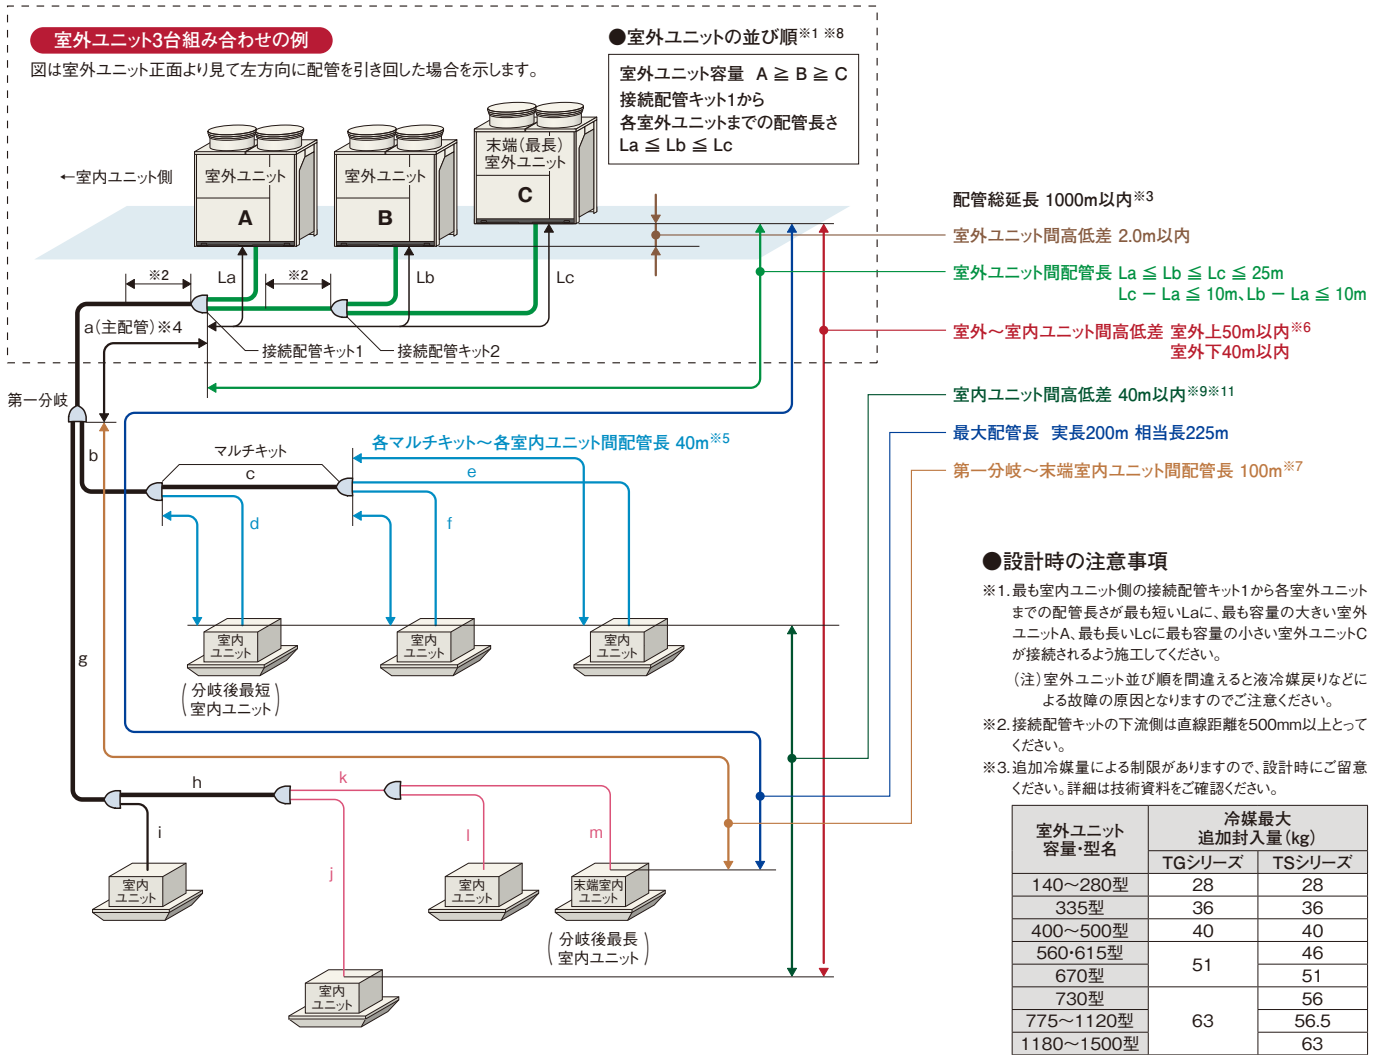 室外ユニット3台組み合わせの例
図は室外ユニット正面より見て左方向に配管を引き回した場合を示します。
●室外ユニットの並び順※1 ※8
室外ユニット容量 A ≧ B ≧ C
接続配管キット1から
各室外ユニットまでの配管長さ
La ≦ Lb ≦ Lc
←室内ユニット側
室外ユニット
A
室外ユニット
B
末端(最長)
室外ユニット
C
※2
La
※2
Lb
Lc
a(主配管)※4
接続配管キット1
接続配管キット2
配管総延長 1000m以内※3
室外ユニット間高低差 2.0m以内
室外ユニット間配管長 La ≦ Lb ≦ Lc ≦ 25m
Lc − La ≦ 10m、Lb − La ≦ 10m
室外〜室内ユニット間高低差 室外上50m以内※6
室外下40m以内
室内ユニット間高低差 40m以内※9※11
最大配管長 実長200m 相当長225m
第一分岐〜末端室内ユニット間配管長 100m※7
第一分岐
b
マルチキット
c
各マルチキット〜各室内ユニット間配管長 40m※5
e
d
f
g
室内
ユニット
(分岐後最短
室内ユニット)
室内
ユニット
室内
ユニット
h
k
i
j
l
m
室内
ユニット
室内
ユニット
末端室内
ユニット
(分岐後最長
室内ユニット)
室内
ユニット
●設計時の注意事項
※1.最も室内ユニット側の接続配管キット1から各室外ユニット
までの配管長さが最も短いLaに、最も容量の大きい室外
ユニットA、最も長いLcに最も容量の小さい室外ユニットC
が接続されるよう施工してください。
(注)室外ユニット並び順を間違えると液冷媒戻りなどに
よる故障の原因となりますのでご注意ください。
※2.接続配管キットの下流側は直線距離を500mm以上とって
ください。
※3.追加冷媒量による制限がありますので、設計時にご留意
ください。詳細は技術資料をご確認ください。
室外ユニット
容量・型名
冷媒最大
追加封入量(kg)
TGシリーズ TSシリーズ
140〜280型 28 28
335型 36 36
400〜500型 40 40
560・615型 51 46
670型 51
730型 63 56
775〜1120型 56.5
1180〜1500型 63